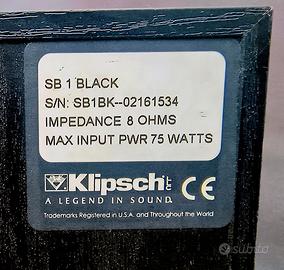 SB 1 BLACK
S/N: SB1BK--02161534
IMPEDANCE 8 OHMS
MAX INPUT PWR 75 WATTS
Klipsch LLC CE
A LEGEND IN SOUND.
Trademarks Registered in U.S.A. and Throughout the World
subito